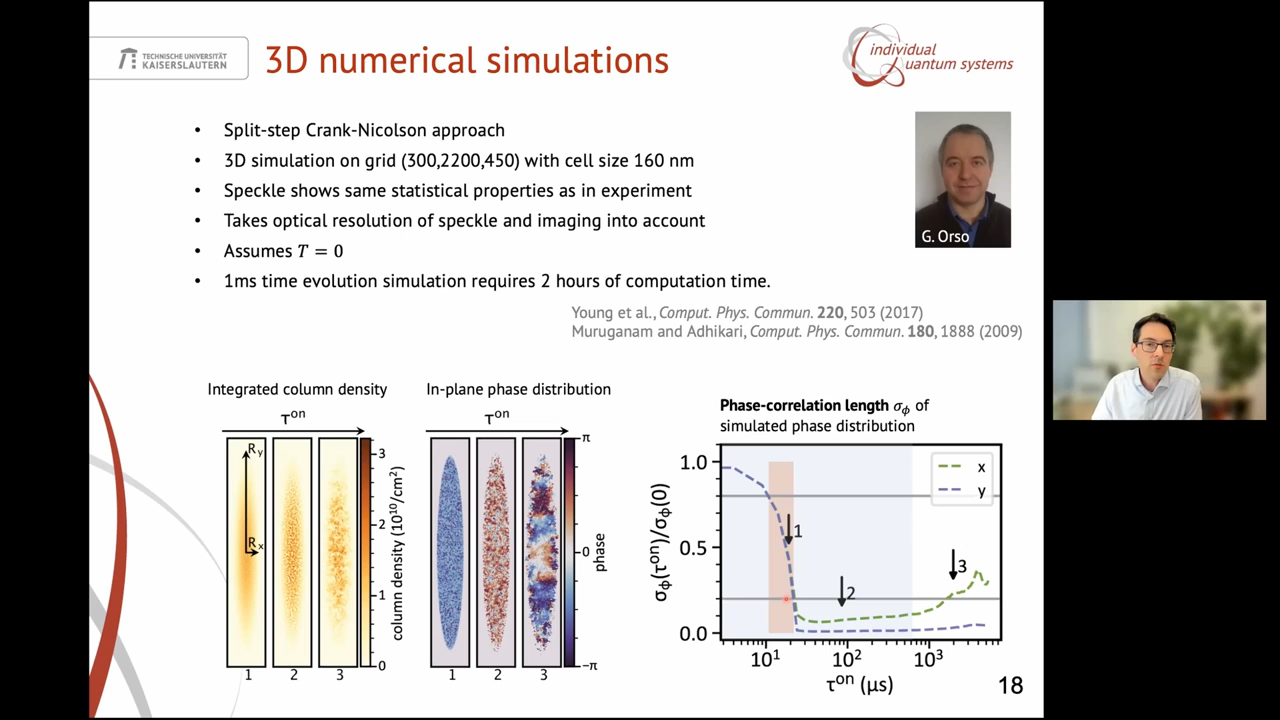 TECHNISCHE UNIVERSITÄT
KAISERSLAUTERN
3D numerical simulations
individual
quantum systems
• Split-step Crank-Nicolson approach
• 3D simulation on grid (300,2200,450) with cell size 160 nm
• Speckle shows same statistical properties as in experiment
• Takes optical resolution of speckle and imaging into account
• Assumes T = 0
• 1ms time evolution simulation requires 2 hours of computation time.
G. Orso
Young et al., Comput. Phys. Commun. 220, 503 (2017)
Muruganam and Adhikari, Comput. Phys. Commun. 180, 1888 (2009)
Integrated column density
τᵒⁿ
R_y
R_x
1 2 3
3
2
1
0
column density (10¹⁰/cm²)
In-plane phase distribution
τᵒⁿ
1 2 3
π
0
−π
phase
Phase-correlation length σ_ϕ of
simulated phase distribution
σ_ϕ(τᵒⁿ)/σ_ϕ(0)
1.0
0.5
0.0
x
y
1
2
3
10¹ 10² 10³
τᵒⁿ (μs)
18